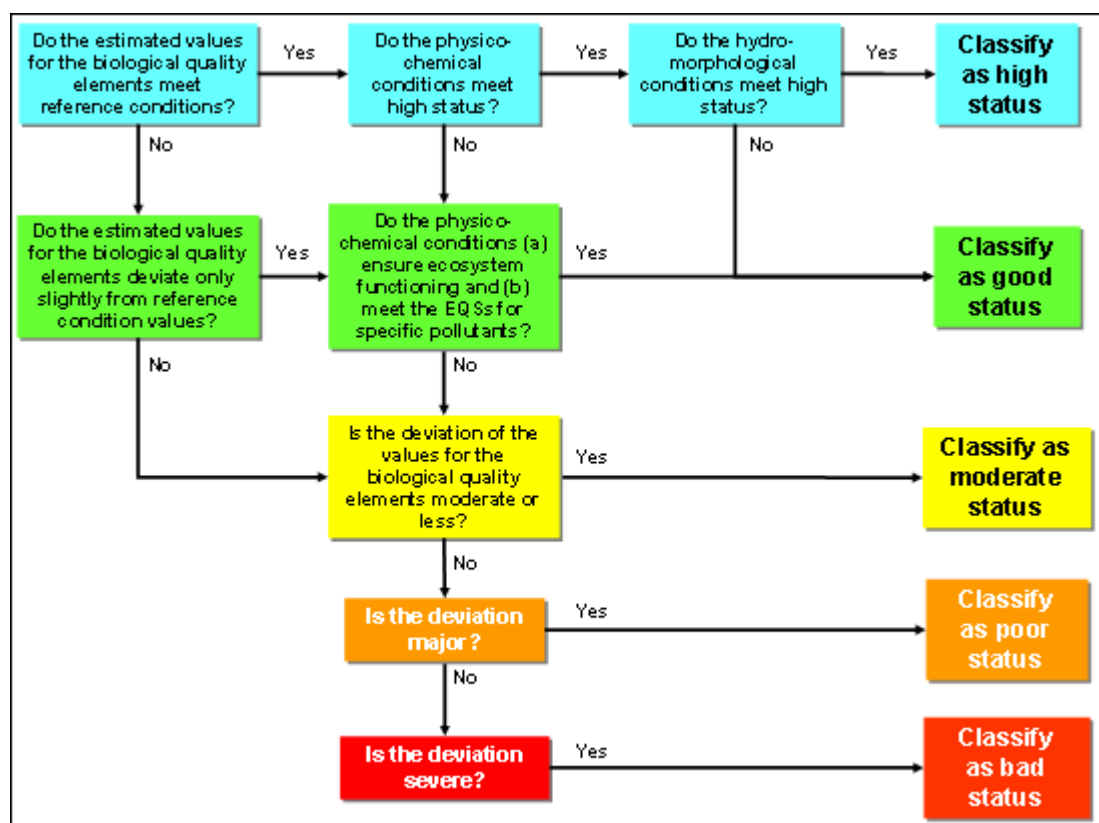 Do the estimated values
for the biological quality
elements meet
reference conditions?
Yes
Do the physico-
chemical
conditions meet
high status?
Yes
Do the hydro-
morphological
conditions meet high
status?
Yes
Classify
as high
status
No
No
No
Do the estimated values
for the biological quality
elements deviate only
slightly from reference
condition values?
Yes
Do the physico-
chemical conditions (a)
ensure ecosystem
functioning and (b)
meet the EQSs for
specific pollutants?
Yes
Classify
as good
status
No
No
Is the deviation of the
values for the
biological quality
elements moderate or
less?
Yes
Classify as
moderate
status
No
Is the deviation
major?
Yes
Classify
as poor
status
No
Is the deviation
severe?
Yes
Classify
as bad
status